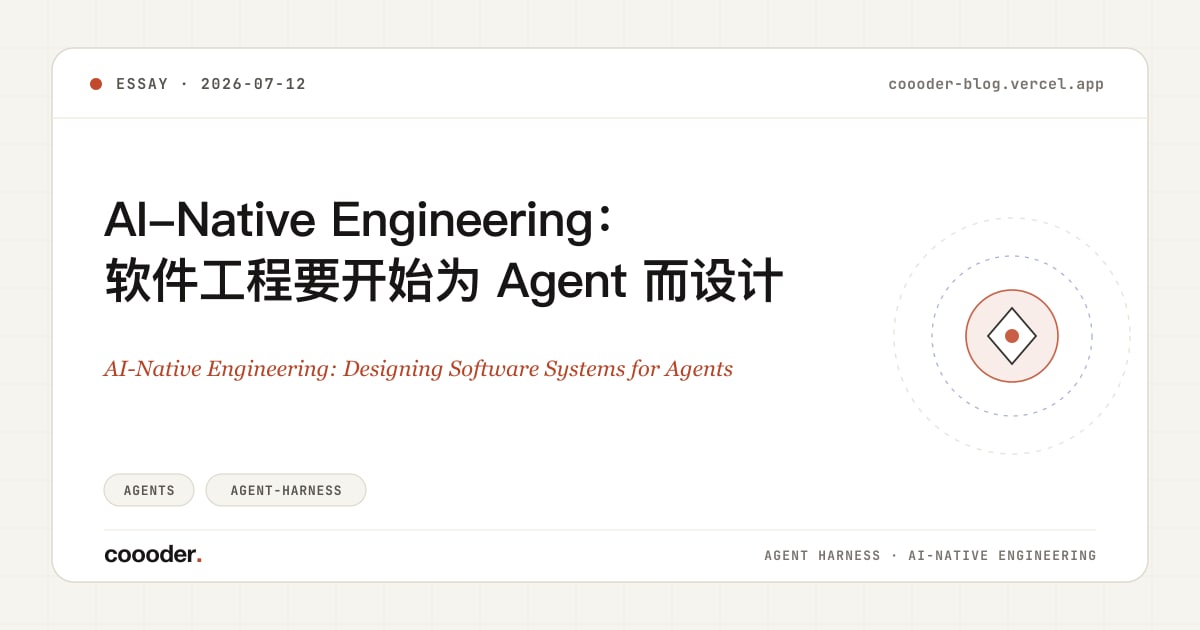 ESSAY · 2026-07-12
coooder-blog.vercel.app
AI–Native Engineering：
软件工程要开始为 Agent 而设计
AI-Native Engineering: Designing Software Systems for Agents
AGENTS
AGENT-HARNESS
coooder.
AGENT HARNESS · AI-NATIVE ENGINEERING